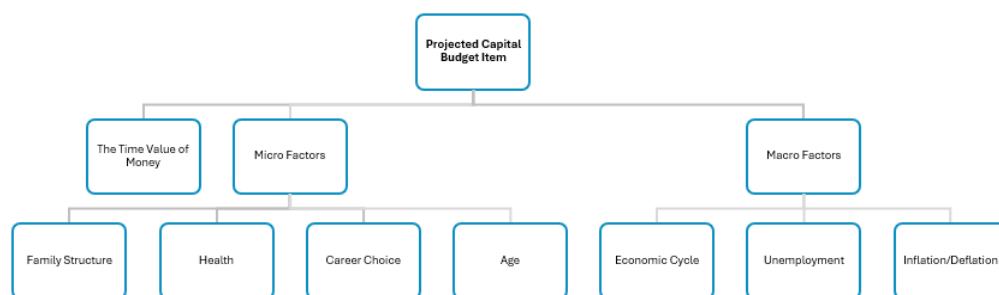 Projected Capital
Budget Item
The Time Value of
Money
Micro Factors
Macro Factors
Family Structure
Health
Career Choice
Age
Economic Cycle
Unemployment
Inflation/Deflation